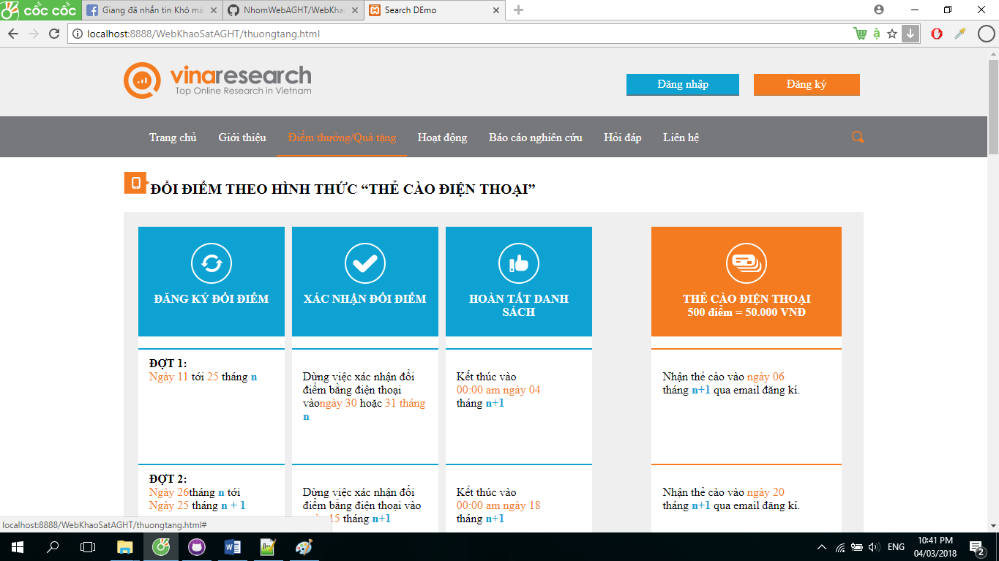 cốc cốc
Giang đã nhắn tin Khô má
NhomWebAGHT/WebKha
Search DEmo
localhost:8888/WebKhaoSatAGHT/thuongtang.html
vinaresearch
Top Online Research in Vietnam
Đăng nhập
Đăng ký
Trang chủ
Giới thiệu
Điểm thưởng/Quà tặng
Hoạt động
Báo cáo nghiên cứu
Hỏi đáp
Liên hệ
ĐỔI ĐIỂM THEO HÌNH THỨC “THẺ CÀO ĐIỆN THOẠI”
ĐĂNG KÝ ĐỔI ĐIỂM
XÁC NHẬN ĐỔI ĐIỂM
HOÀN TẤT DANH
SÁCH
THẺ CÀO ĐIỆN THOẠI
500 điểm = 50.000 VNĐ
ĐỢT 1:
Ngày 11 tới 25 tháng n
Dừng việc xác nhận đổi
điểm bằng điện thoại
vàongày 30 hoặc 31 tháng
n
Kết thúc vào
00:00 am ngày 04
tháng n+1
Nhận thẻ cào vào ngày 06
tháng n+1 qua email đăng kí.
ĐỢT 2:
Ngày 26tháng n tới
Ngày 25 tháng n + 1
Dừng việc xác nhận đổi
điểm bằng điện thoại vào
15 tháng n+1
Kết thúc vào
00:00 am ngày 18
tháng n+1
Nhận thẻ cào vào ngày 20
tháng n+1 qua email đăng kí.
localhost:8888/WebKhaoSatAGHT/thuongtang.html#
ENG
10:41 PM
04/03/2018
2